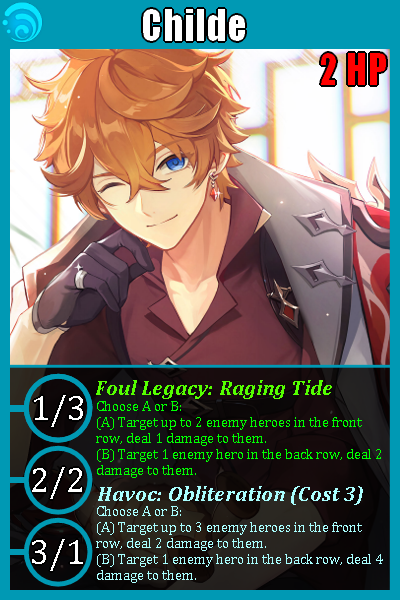 Childe
2 HP
1/3
2/2
3/1
Foul Legacy: Raging Tide
Choose A or B:
(A) Target up to 2 enemy heroes in the front
row, deal 1 damage to them.
(B) Target 1 enemy hero in the back row, deal 2
damage to them.
Havoc: Obliteration (Cost 3)
Choose A or B:
(A) Target up to 3 enemy heroes in the front
row, deal 2 damage to them.
(B) Target 1 enemy hero in the back row, deal 4
damage to them.